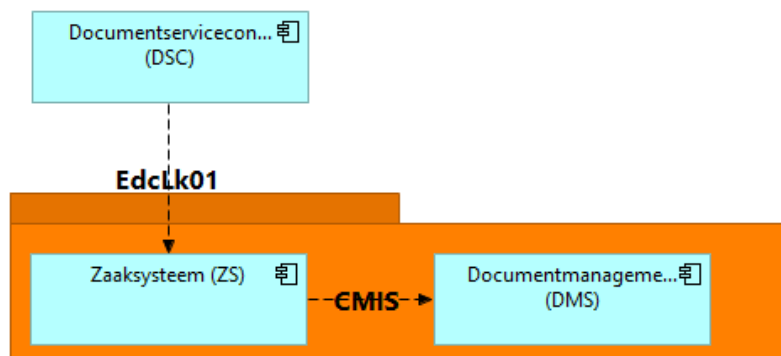 Documentservicecon...
(DSC)
EdcLk01
Zaaksysteem (ZS)
CMIS
Documentmanageme...
(DMS)